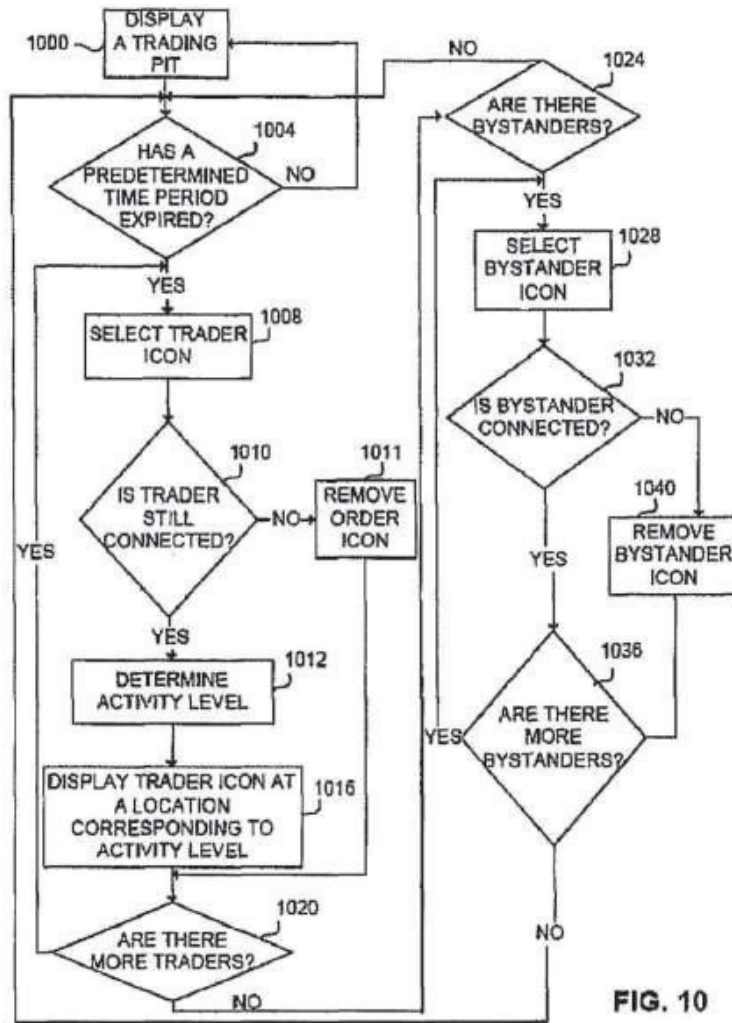 DISPLAY
A TRADING
PIT
1000
1004
HAS A
PREDETERMINED
TIME PERIOD
EXPIRED?
NO
YES
SELECT TRADER
ICON
1008
IS TRADER
STILL
CONNECTED?
1010
NO
1011
REMOVE
ORDER
ICON
YES
YES
DETERMINE
ACTIVITY LEVEL
1012
DISPLAY TRADER ICON AT
A LOCATION
CORRESPONDING TO
ACTIVITY LEVEL
1016
ARE THERE
MORE TRADERS?
1020
NO
NO
1024
ARE THERE
BYSTANDERS?
YES
SELECT
BYSTANDER
ICON
1028
1032
IS BYSTANDER
CONNECTED?
NO
1040
REMOVE
BYSTANDER
ICON
YES
1036
ARE THERE
MORE
BYSTANDERS?
YES
NO
FIG. 10